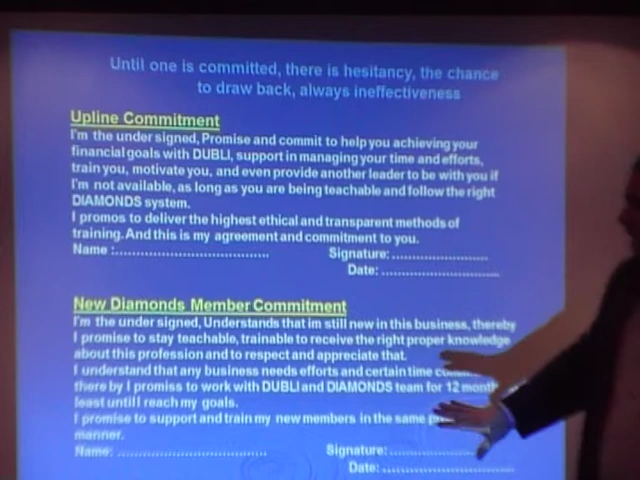 Until one is committed, there is hesitancy, the chance
to draw back, always ineffectiveness
Upline Commitment
I'm the under signed, Promise and commit to help you achieving your
financial goals with DUBLI, support in managing your time and efforts,
train you, motivate you, and even provide another leader to be with you if
I'm not available, as long as you are being teachable and follow the right
DIAMONDS system.
I promos to deliver the highest ethical and transparent methods of
training. And this is my agreement and commitment to you.
Name :................................... Signature: ......................
Date: ...........................
New Diamonds Member Commitment
I'm the under signed, Understands that im still new in this business, thereby
I promise to stay teachable, trainable to receive the right proper knowledge
about this profession and to respect and appreciate that.
I understand that any business needs efforts and certain time
there by I promiss to work with DUBLI and DIAMONDS team for 12 month
least until I reach my goals.
I promise to support and train my new members in the same
manner.
Name: .................................. Signature: ....................
Date: ..............................